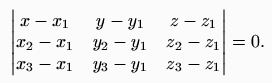 | x − x₁   y − y₁   z − z₁ |
| x₂ − x₁   y₂ − y₁   z₂ − z₁ | = 0.
| x₃ − x₁   y₃ − y₁   z₃ − z₁ |